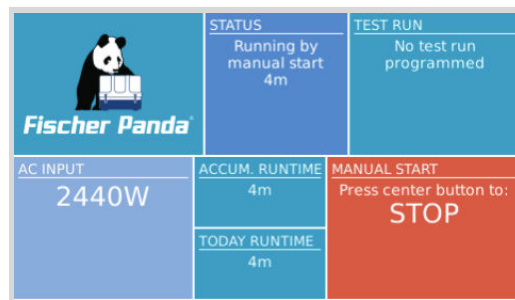 Fischer Panda
STATUS
Running by
manual start
4m
TEST RUN
No test run
programmed
AC INPUT
2440W
ACCUM. RUNTIME
4m
TODAY RUNTIME
4m
MANUAL START
Press center button to:
STOP